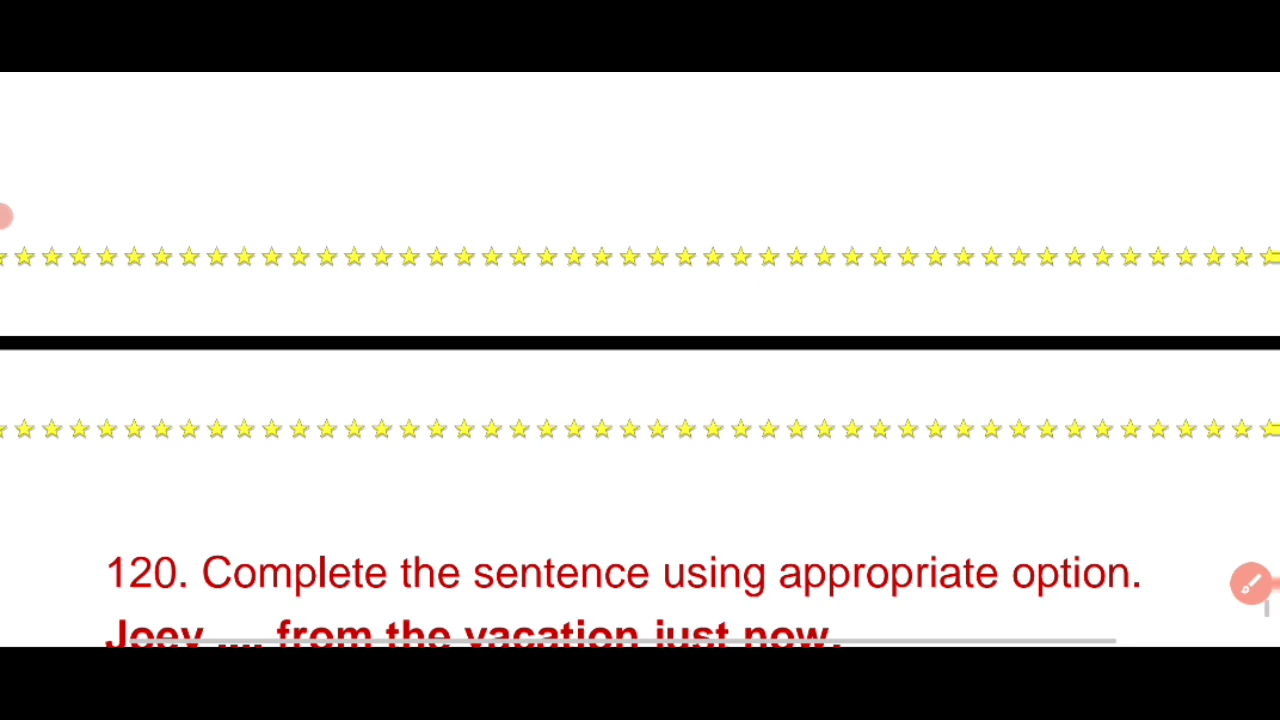 120. Complete the sentence using appropriate option.
Joey .... from the vacation just now.